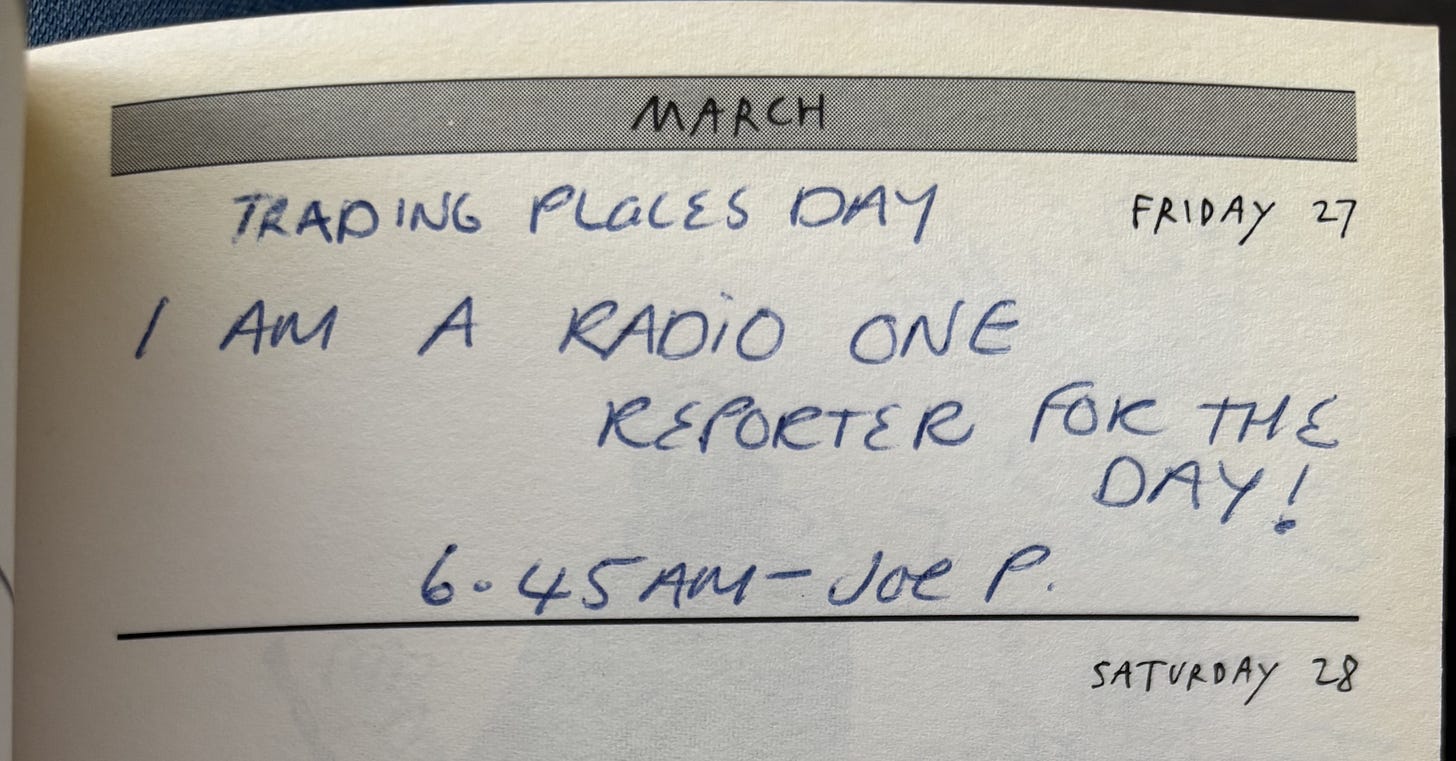 MARCH
TRADING PLaCES DAY FRIDAY 27
I AM A RADiO ONE
REPORTER FOR THE
DAY!
6.45AM- Joe P.
SATURDAY 28